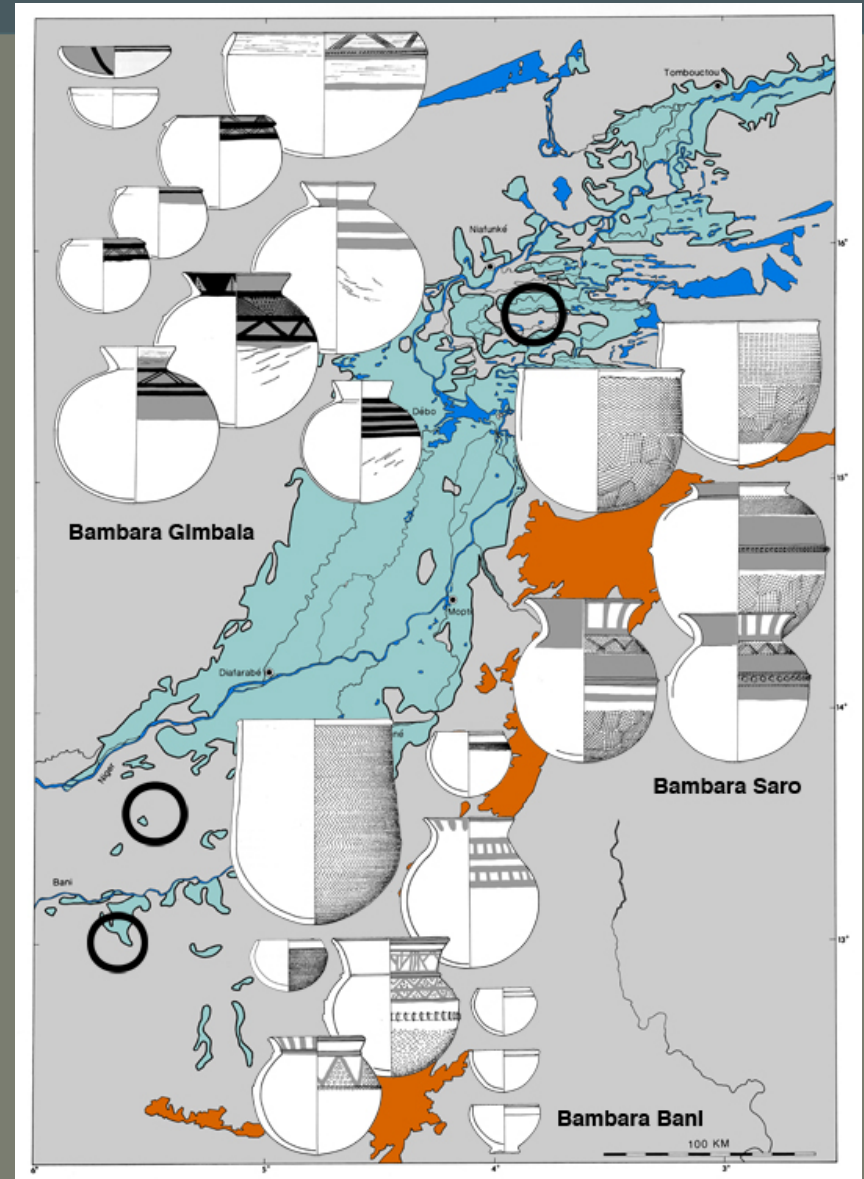 Tombouctou
Niafunké
16°
Débo
15°
Bambara Gimbala
Mopti
Diafarabé
14°
né
Bambara Saro
Niger
Bani
13°
Bambara Bani
100 KM
6°
5°
4°
3°